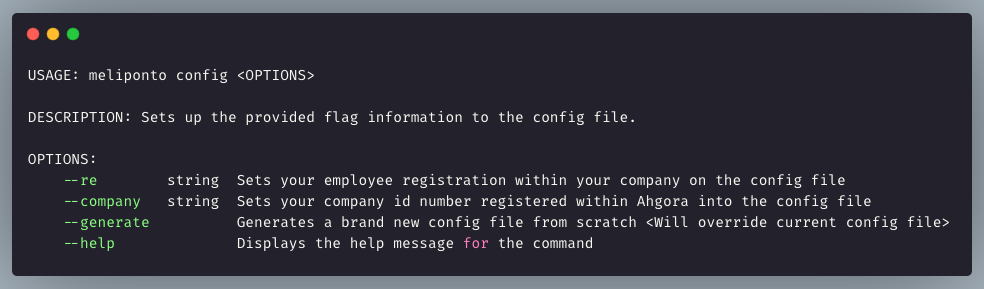 USAGE: meliponto config <OPTIONS>
DESCRIPTION: Sets up the provided flag information to the config file.
OPTIONS:
--re string Sets your employee registration within your company on the config file
--company string Sets your company id number registered within Ahgora into the config file
--generate Generates a brand new config file from scratch <Will override current config file>
--help Displays the help message for the command